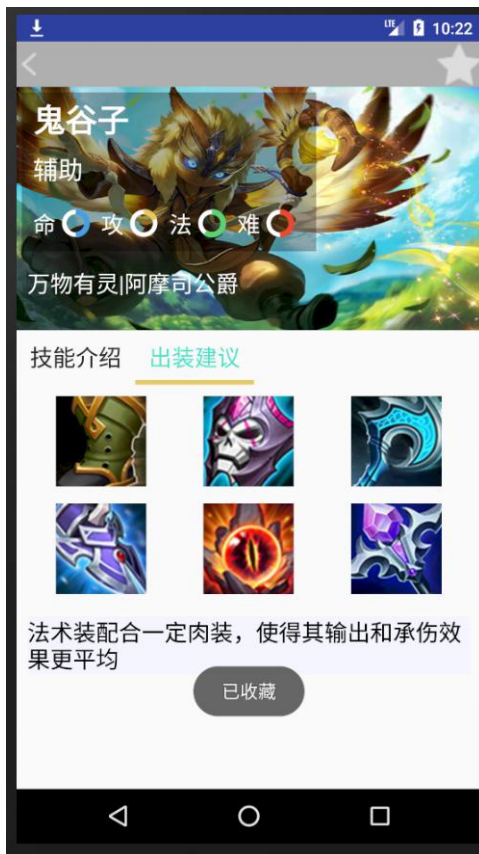 LTE 10:22
鬼谷子
辅助
命 攻 法 难
万物有灵|阿摩司公爵
技能介绍 出装建议
法术装配合一定肉装，使得其输出和承伤效
果更平均
已收藏